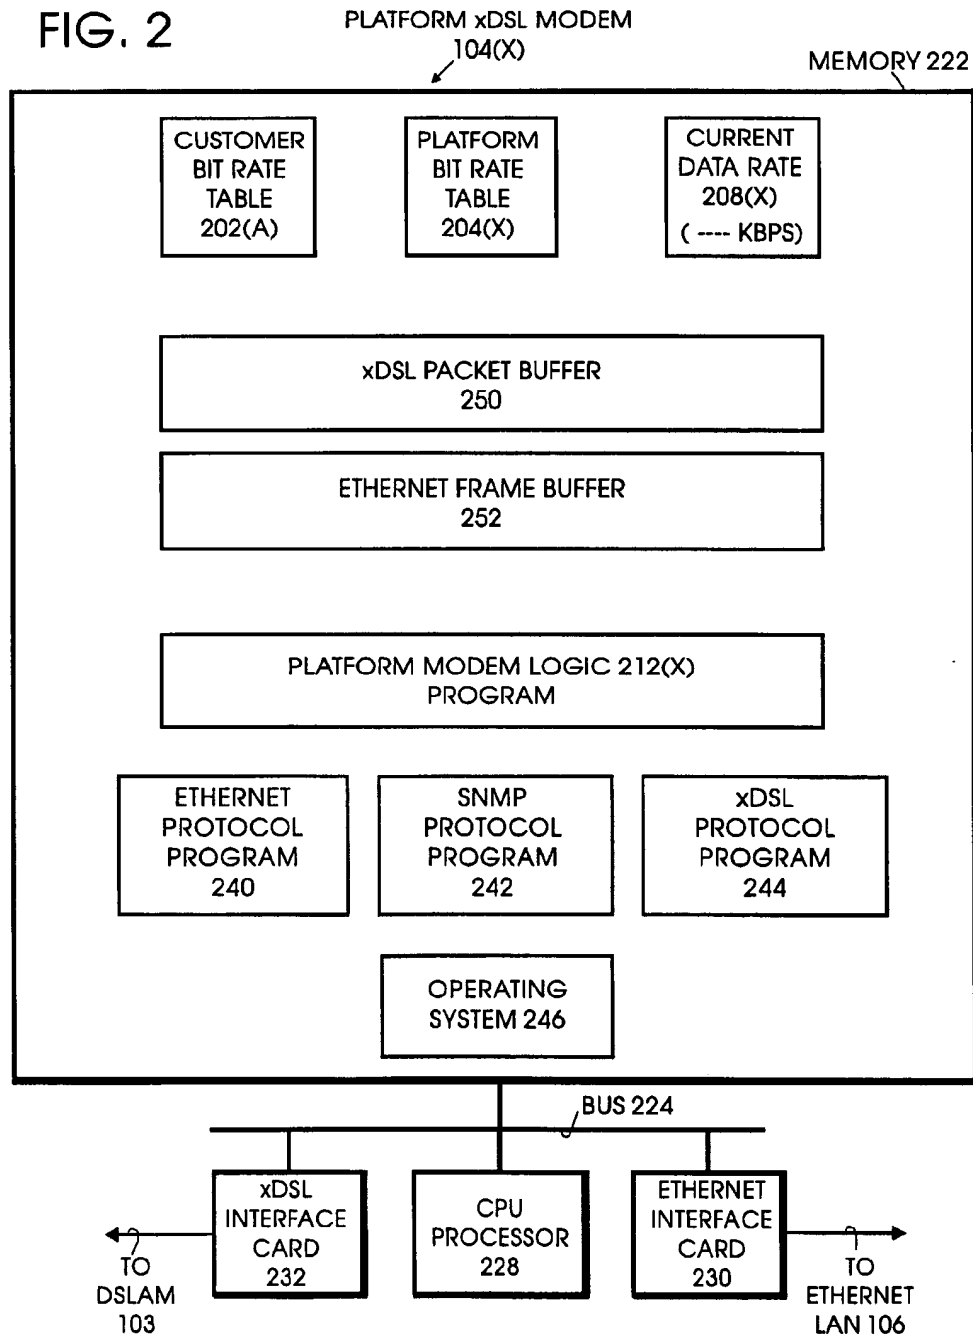 FIG. 2
PLATFORM xDSL MODEM
104(X)
MEMORY 222
CUSTOMER
BIT RATE
TABLE
202(A)
PLATFORM
BIT RATE
TABLE
204(X)
CURRENT
DATA RATE
208(X)
( ---- KBPS)
xDSL PACKET BUFFER
250
ETHERNET FRAME BUFFER
252
PLATFORM MODEM LOGIC 212(X)
PROGRAM
ETHERNET
PROTOCOL
PROGRAM
240
SNMP
PROTOCOL
PROGRAM
242
xDSL
PROTOCOL
PROGRAM
244
OPERATING
SYSTEM 246
BUS 224
xDSL
INTERFACE
CARD
232
CPU
PROCESSOR
228
ETHERNET
INTERFACE
CARD
230
TO
DSLAM
103
TO
ETHERNET
LAN 106